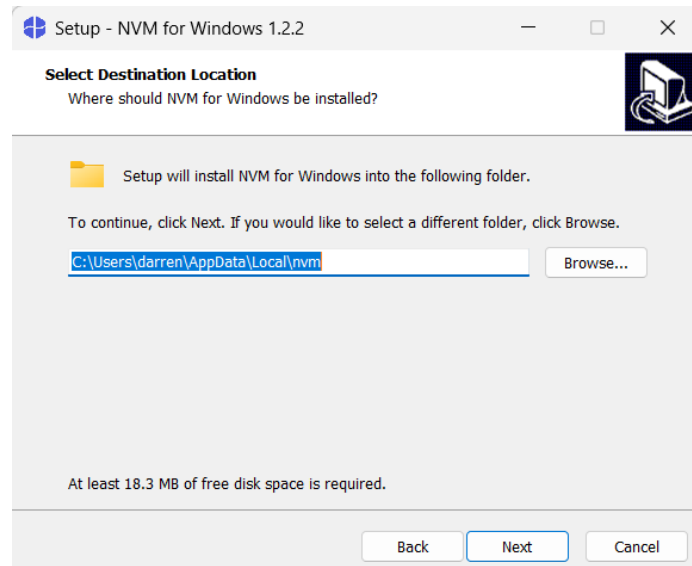 Setup - NVM for Windows 1.2.2
Select Destination Location
Where should NVM for Windows be installed?
Setup will install NVM for Windows into the following folder.
To continue, click Next. If you would like to select a different folder, click Browse.
C:\Users\darren\AppData\Local\nvm
Browse...
At least 18.3 MB of free disk space is required.
Back
Next
Cancel